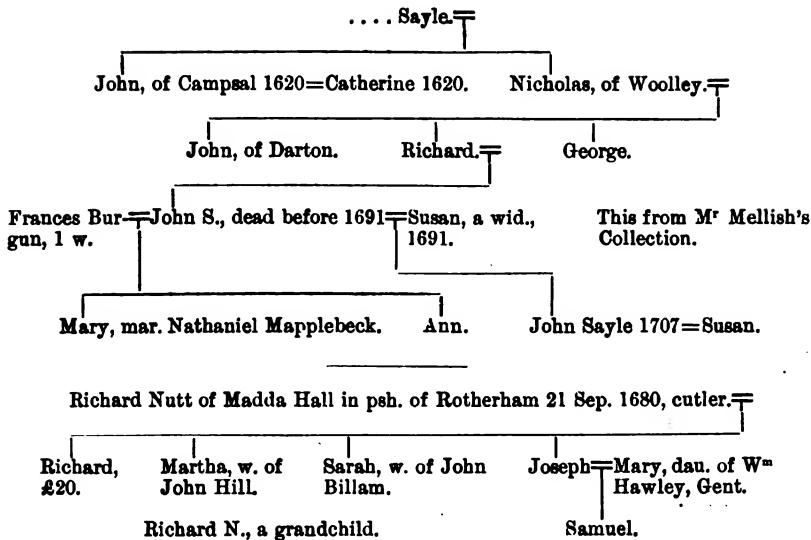 .... Sayle.
John, of Campsal 1620=Catherine 1620. Nicholas, of Woolley.
John, of Darton. Richard. George.
Frances Bur- John S., dead before 1691 Susan, a wid., This from Mr Mellish's
gun, 1 w. 1691. Collection.
Mary, mar. Nathaniel Mapplebeck. Ann. John Sayle 1707=Susan.
Richard Nutt of Madda Hall in psh. of Rotherham 21 Sep. 1680, cutler.
Richard, Martha, w. of Sarah, w. of John Joseph Mary, dau. of Wm
£20. John Hill. Billam. Hawley, Gent.
Richard N., a grandchild. Samuel.